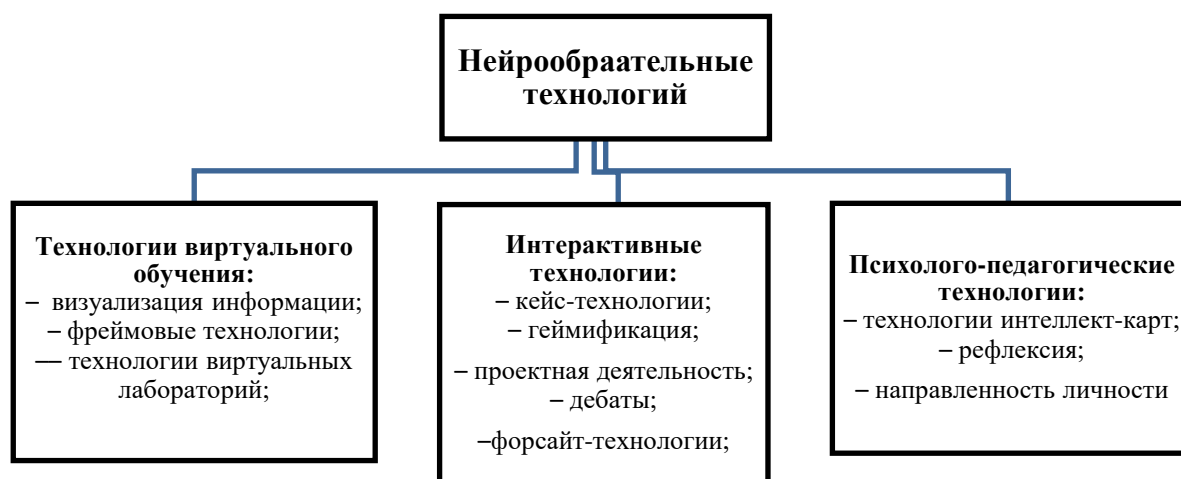 Нейрообраательные
технологий
Технологии виртуального
обучения:
– визуализация информации;
– фреймовые технологии;
— технологии виртуальных
лабораторий;
Интерактивные
технологии:
– кейс-технологии;
– геймификация;
– проектная деятельность;
– дебаты;
–форсайт-технологии;
Психолого-педагогические
технологии:
– технологии интеллект-карт;
– рефлексия;
– направленность личности